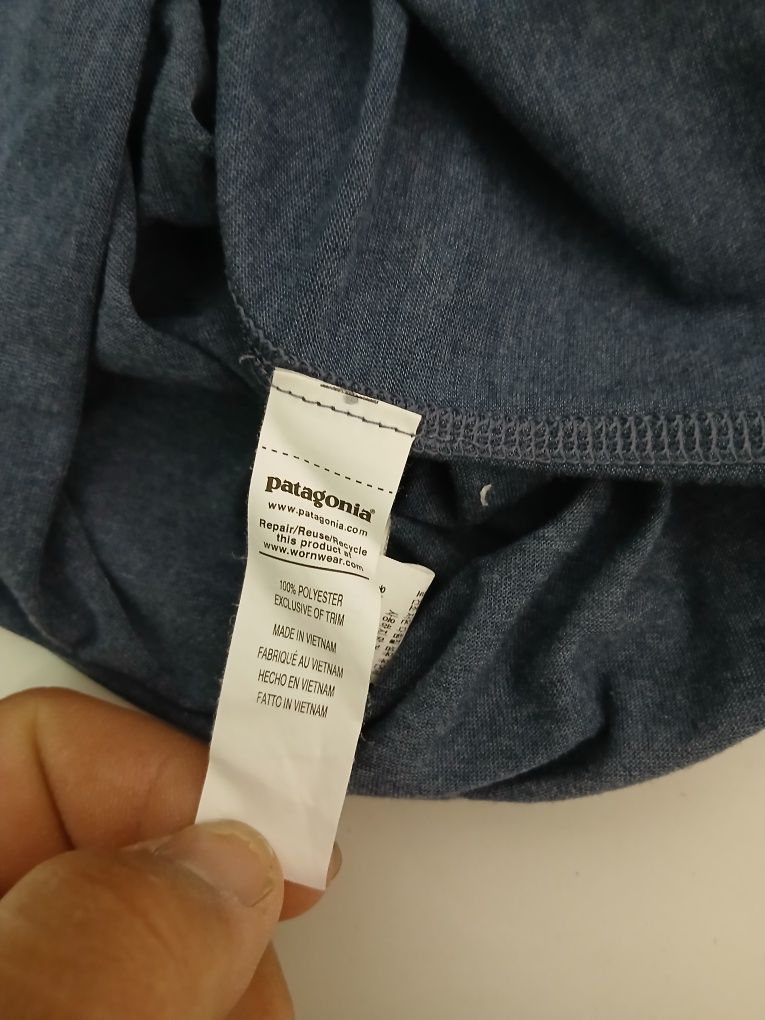 patagonia®
www.patagonia.com
Repair/Reuse/Recycle
this product at
www.wornwear.com
100% POLYESTER
EXCLUSIVE OF TRIM
MADE IN VIETNAM
FABRIQUÉ AU VIETNAM
HECHO EN VIETNAM
FATTO IN VIETNAM